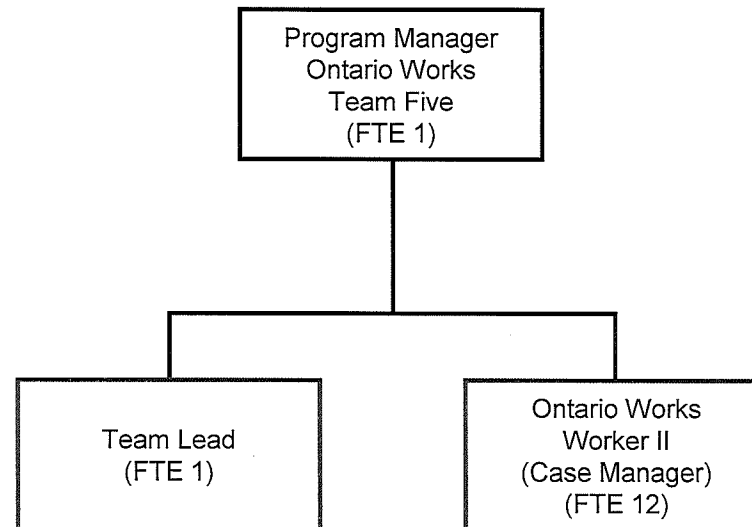 Program Manager
Ontario Works
Team Five
(FTE 1)
Team Lead
(FTE 1)
Ontario Works
Worker II
(Case Manager)
(FTE 12)